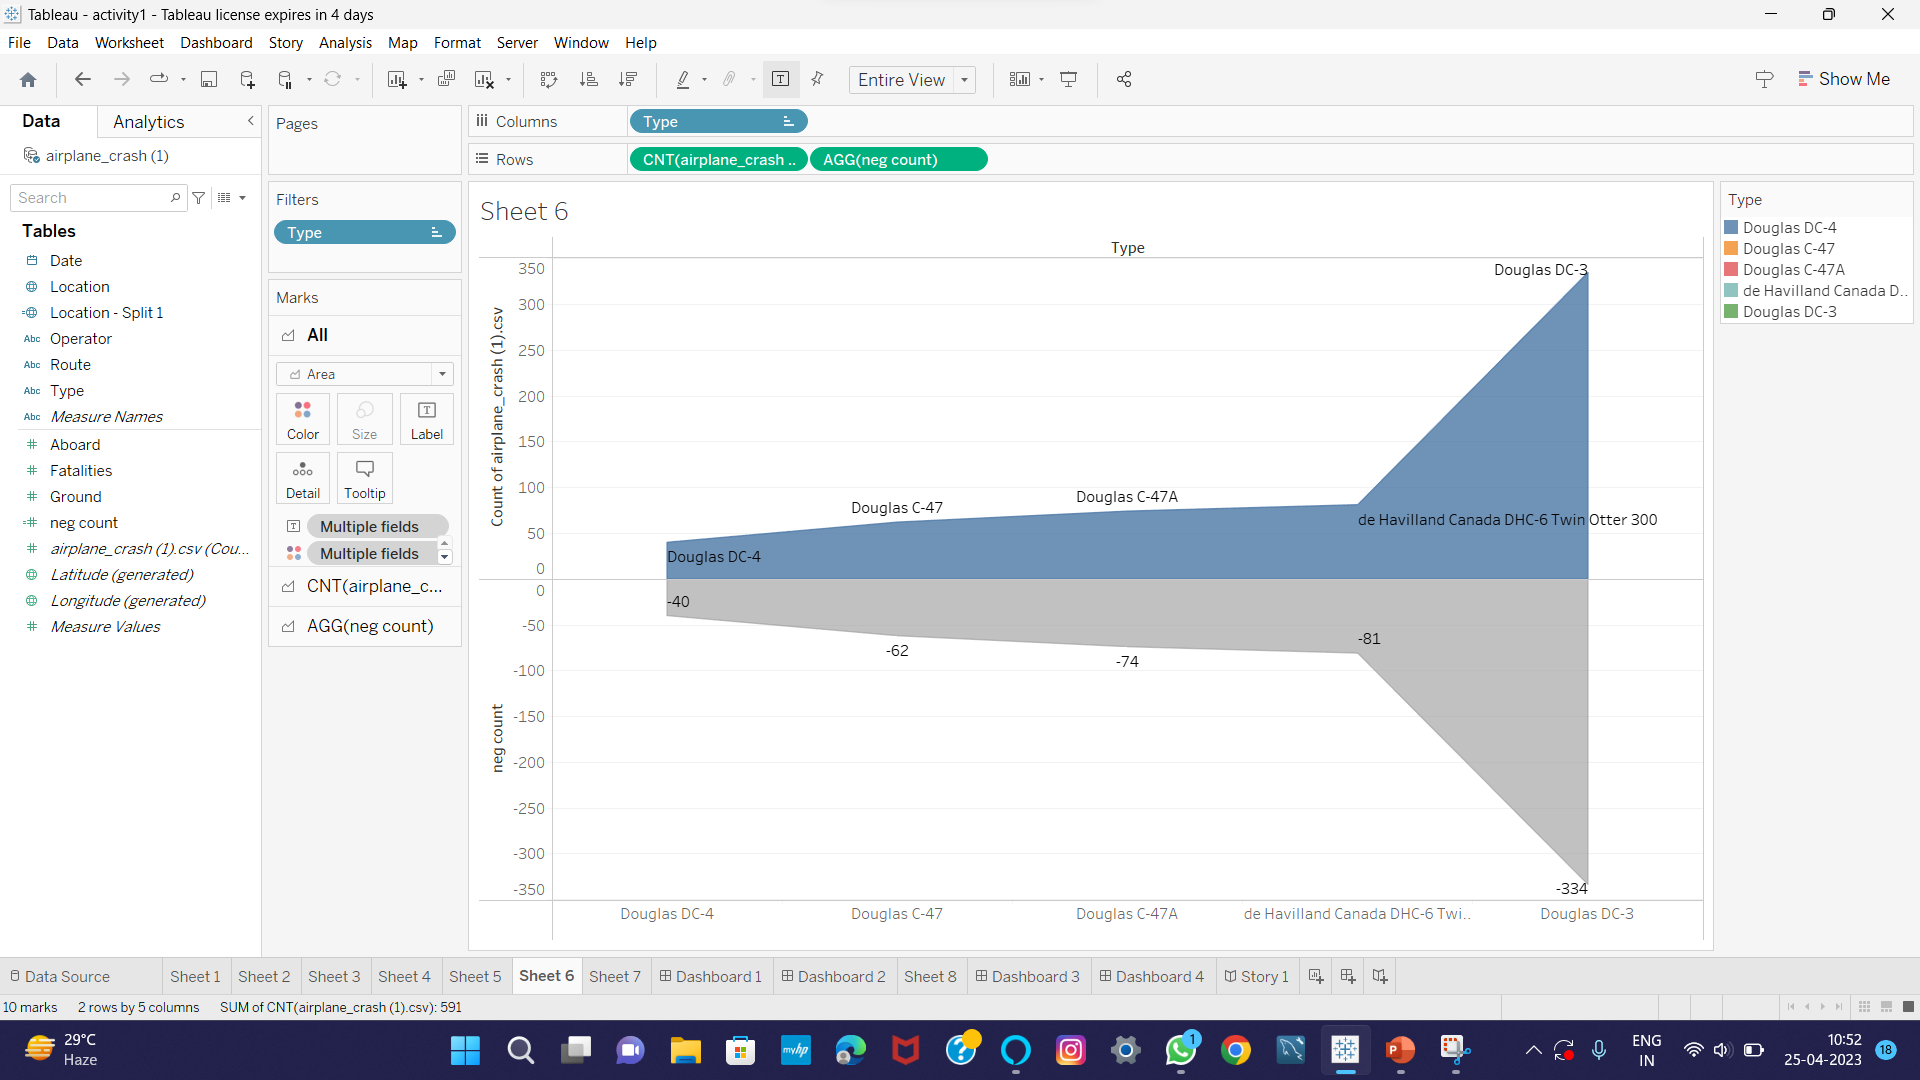 Tableau - activity1 - Tableau license expires in 4 days
File Data Worksheet Dashboard Story Analysis Map Format Server Window Help
Entire View
Show Me
Data Analytics
airplane_crash (1)
Search
Tables
Date
Location
Location - Split 1
Abc Operator
Abc Route
Abc Type
Abc Measure Names
Aboard
Fatalities
Ground
neg count
airplane_crash (1).csv (Cou...
Latitude (generated)
Longitude (generated)
Measure Values
Pages
Filters
Type
Marks
All
Area
Color Size Label
Detail Tooltip
Multiple fields
Multiple fields
CNT(airplane_c...
AGG(neg count)
Columns Type
Rows CNT(airplane_crash .. AGG(neg count)
Sheet 6
Type
Count of airplane_crash (1).csv
350
300
250
200
150
100
50
0
Douglas DC-3
Douglas C-47
Douglas C-47A
de Havilland Canada DHC-6 Twin Otter 300
Douglas DC-4
neg count
0
-50
-100
-150
-200
-250
-300
-350
-40
-62
-74
-81
-334
Douglas DC-4 Douglas C-47 Douglas C-47A de Havilland Canada DHC-6 Twi.. Douglas DC-3
Type
Douglas DC-4
Douglas C-47
Douglas C-47A
de Havilland Canada D..
Douglas DC-3
Data Source Sheet 1 Sheet 2 Sheet 3 Sheet 4 Sheet 5 Sheet 6 Sheet 7 Dashboard 1 Dashboard 2 Sheet 8 Dashboard 3 Dashboard 4 Story 1
10 marks 2 rows by 5 columns SUM of CNT(airplane_crash (1).csv): 591
29°C
Haze
myhp
1
ENG
IN
10:52
25-04-2023
18